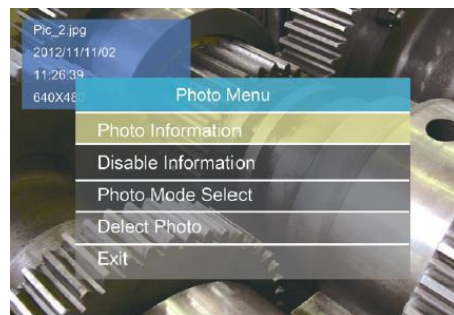 Pic_2.jpg
2012/11/11/02
11:26:39
640X480
Photo Menu
Photo Information
Disable Information
Photo Mode Select
Delect Photo
Exit